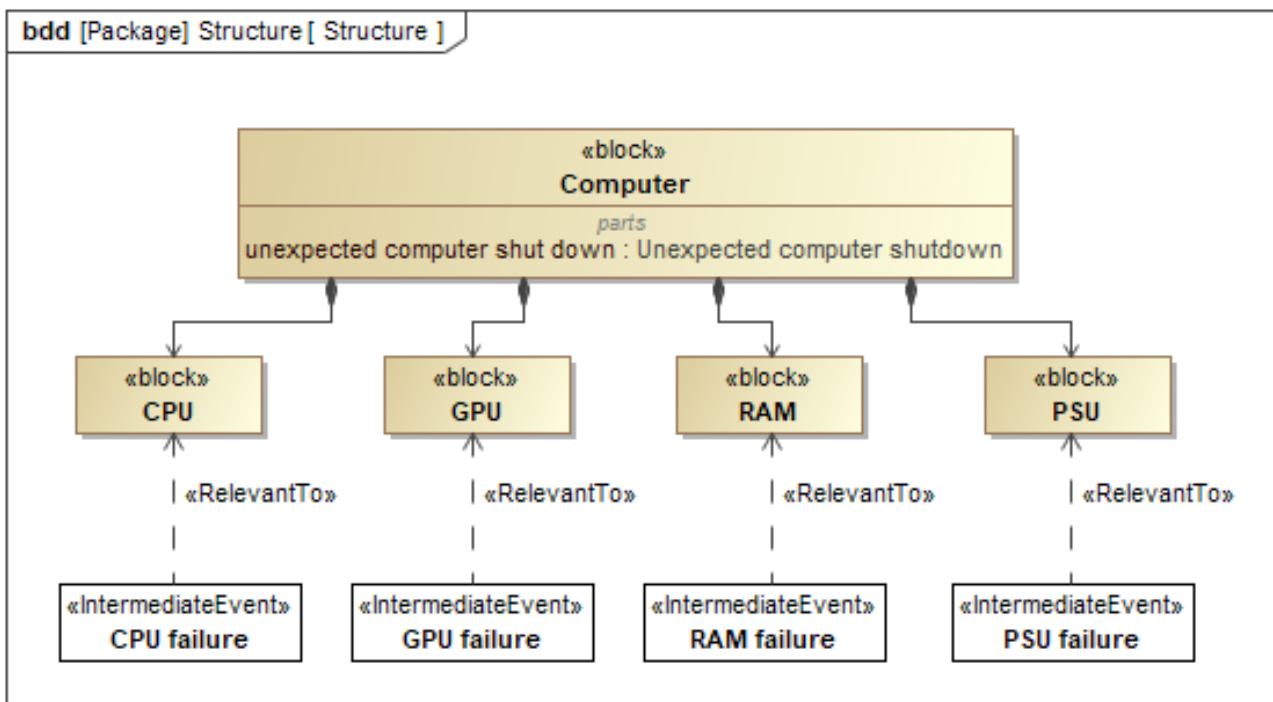 bdd [Package] Structure [ Structure ]
«block»
Computer
parts
unexpected computer shut down : Unexpected computer shutdown
«block»
CPU
«block»
GPU
«block»
RAM
«block»
PSU
«RelevantTo»
«RelevantTo»
«RelevantTo»
«RelevantTo»
«IntermediateEvent»
CPU failure
«IntermediateEvent»
GPU failure
«IntermediateEvent»
RAM failure
«IntermediateEvent»
PSU failure